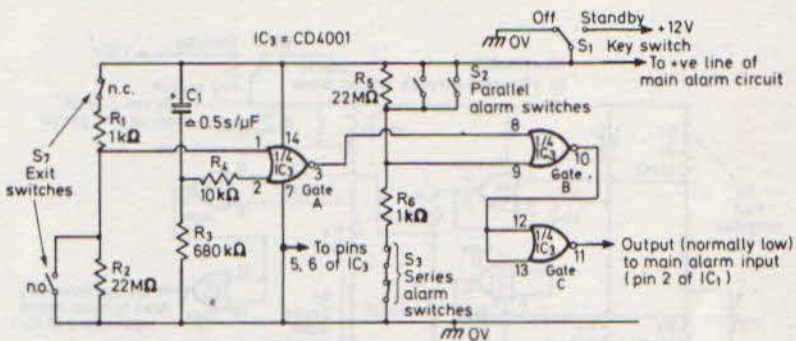 IC3 = CD4001
Off
Standby
+12V
0V
S1
Key switch
To +ve line of
main alarm circuit
n.c.
R1
1kΩ
S7
Exit
switches
n.o.
R2
22MΩ
+
C1
≏ 0.5s/μF
R4
10kΩ
R3
680kΩ
1
2
14
1/4
IC3
3
7
Gate
A
To pins
5, 6 of IC3
R5
22MΩ
S2
Parallel
alarm switches
R6
1kΩ
S3
Series
alarm
switches
8
9
1/4
IC3
10
Gate
B
12
13
1/4
IC3
11
Gate
C
Output (normally low)
to main alarm input
(pin 2 of IC1)
0V